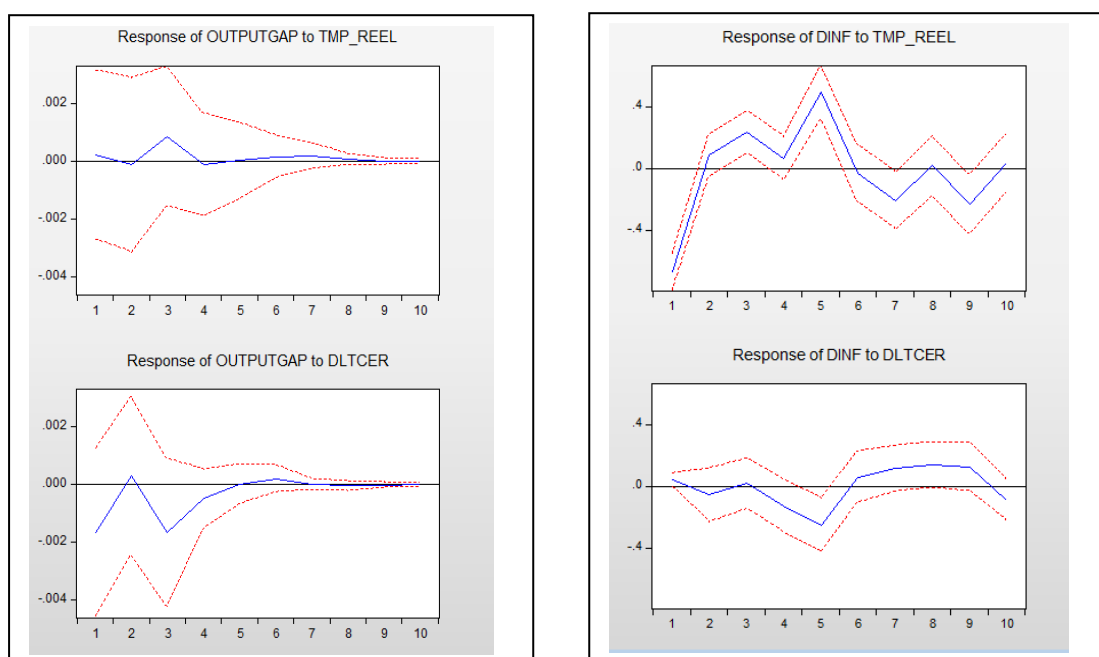 Response of OUTPUTGAP to TMP_REEL
.002
.000
-.002
-.004
1 2 3 4 5 6 7 8 9 10
Response of OUTPUTGAP to DLTCER
.002
.000
-.002
-.004
1 2 3 4 5 6 7 8 9 10
Response of DINF to TMP_REEL
.4
.0
-.4
1 2 3 4 5 6 7 8 9 10
Response of DINF to DLTCER
.4
.0
-.4
1 2 3 4 5 6 7 8 9 10